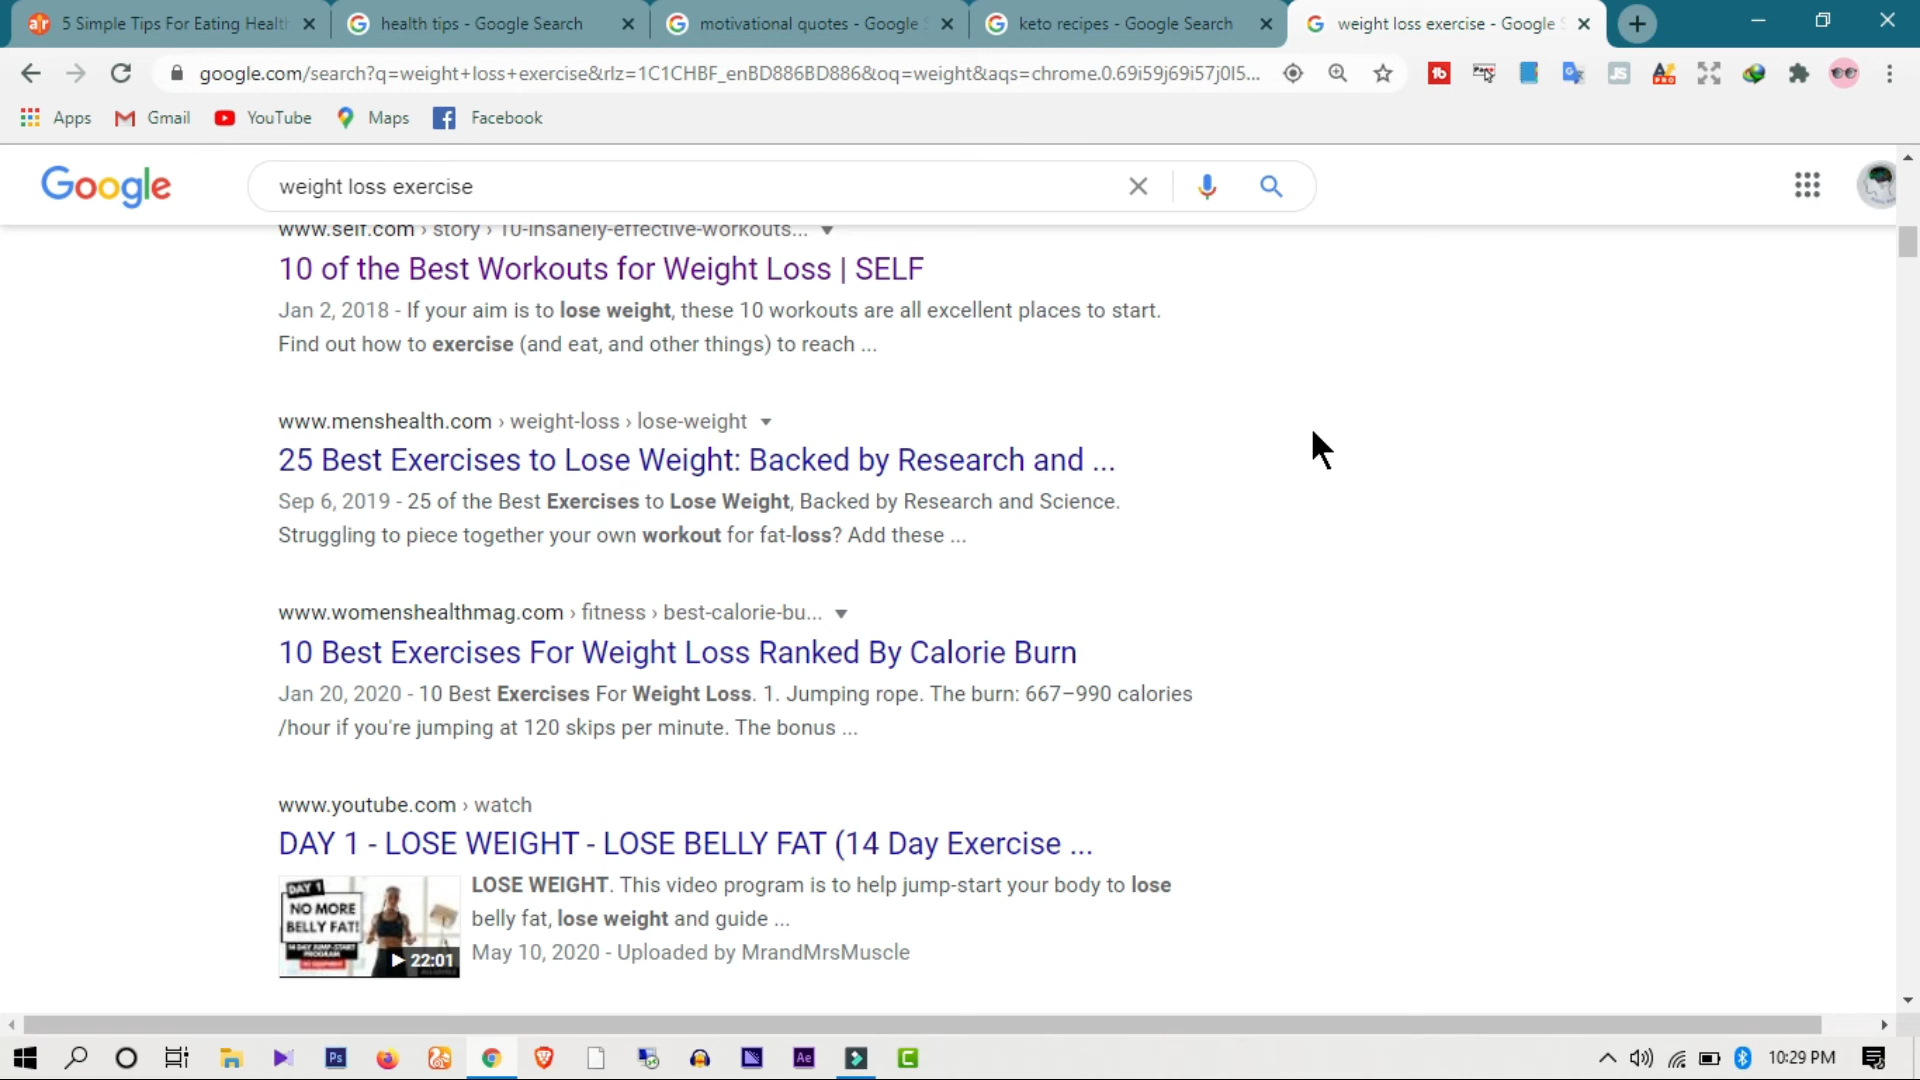 5 Simple Tips For Eating Healt
health tips - Google Search
motivational quotes - Google S
keto recipes - Google Search
weight loss exercise - Google S
google.com/search?q=weight+loss+exercise&rlz=1C1CHBF_enBD886BD886&oq=weight&aqs=chrome.0.69i59j69i57j0l5...
Apps
Gmail
YouTube
Maps
Facebook
Google
weight loss exercise
www.self.com › story › 10-insanely-effective-workouts...
10 of the Best Workouts for Weight Loss | SELF
Jan 2, 2018 - If your aim is to lose weight, these 10 workouts are all excellent places to start.
Find out how to exercise (and eat, and other things) to reach ...
www.menshealth.com › weight-loss › lose-weight
25 Best Exercises to Lose Weight: Backed by Research and ...
Sep 6, 2019 - 25 of the Best Exercises to Lose Weight, Backed by Research and Science.
Struggling to piece together your own workout for fat-loss? Add these ...
www.womenshealthmag.com › fitness › best-calorie-bu...
10 Best Exercises For Weight Loss Ranked By Calorie Burn
Jan 20, 2020 - 10 Best Exercises For Weight Loss. 1. Jumping rope. The burn: 667–990 calories
/hour if you're jumping at 120 skips per minute. The bonus ...
www.youtube.com › watch
DAY 1 - LOSE WEIGHT - LOSE BELLY FAT (14 Day Exercise ...
DAY 1
NO MORE
BELLY FAT!
14 DAY JUMP-START
PROGRAM
22:01
LOSE WEIGHT. This video program is to help jump-start your body to lose
belly fat, lose weight and guide ...
May 10, 2020 - Uploaded by MrandMrsMuscle
Ps
Ae
10:29 PM